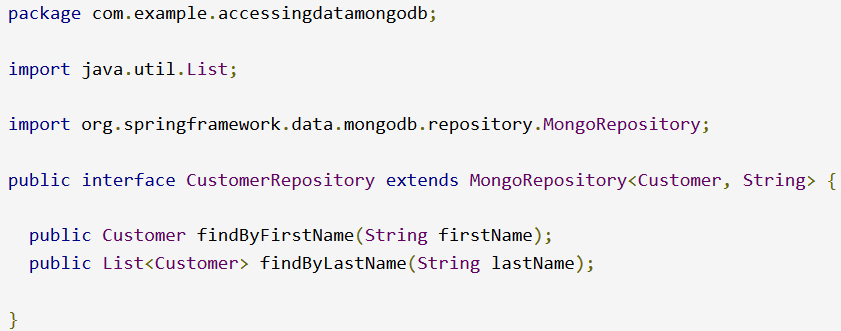 package com.example.accessingdatamongodb;
import java.util.List;
import org.springframework.data.mongodb.repository.MongoRepository;
public interface CustomerRepository extends MongoRepository<Customer, String> {
public Customer findByFirstName(String firstName);
public List<Customer> findByLastName(String lastName);
}